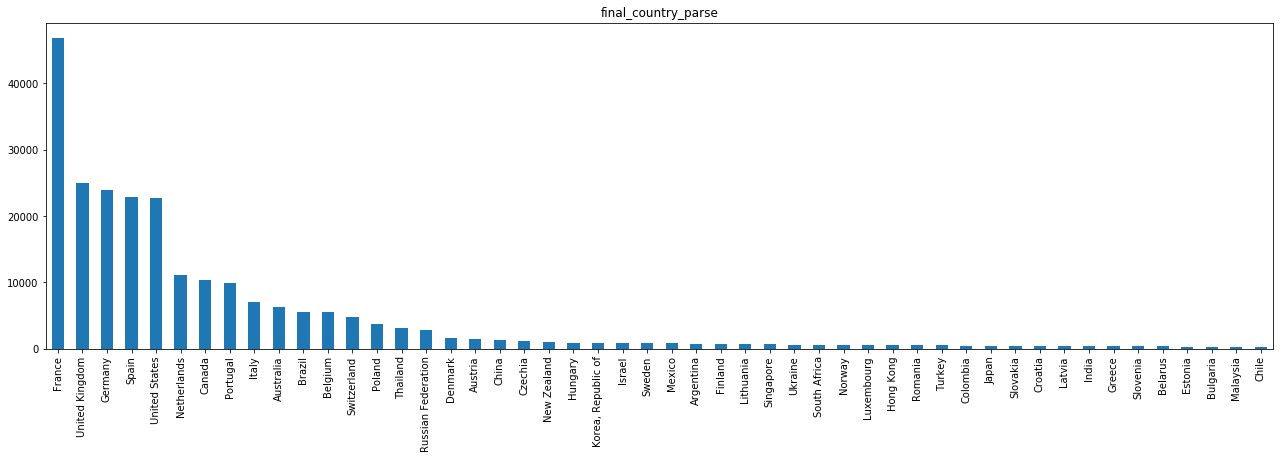 final_country_parse
40000
30000
20000
10000
0
France
United Kingdom
Germany
Spain
United States
Netherlands
Canada
Portugal
Italy
Australia
Brazil
Belgium
Switzerland
Poland
Thailand
Russian Federation
Denmark
Austria
China
Czechia
New Zealand
Hungary
Korea, Republic of
Israel
Sweden
Mexico
Argentina
Finland
Lithuania
Singapore
Ukraine
South Africa
Norway
Luxembourg
Hong Kong
Romania
Turkey
Colombia
Japan
Slovakia
Croatia
Latvia
India
Greece
Slovenia
Belarus
Estonia
Bulgaria
Malaysia
Chile